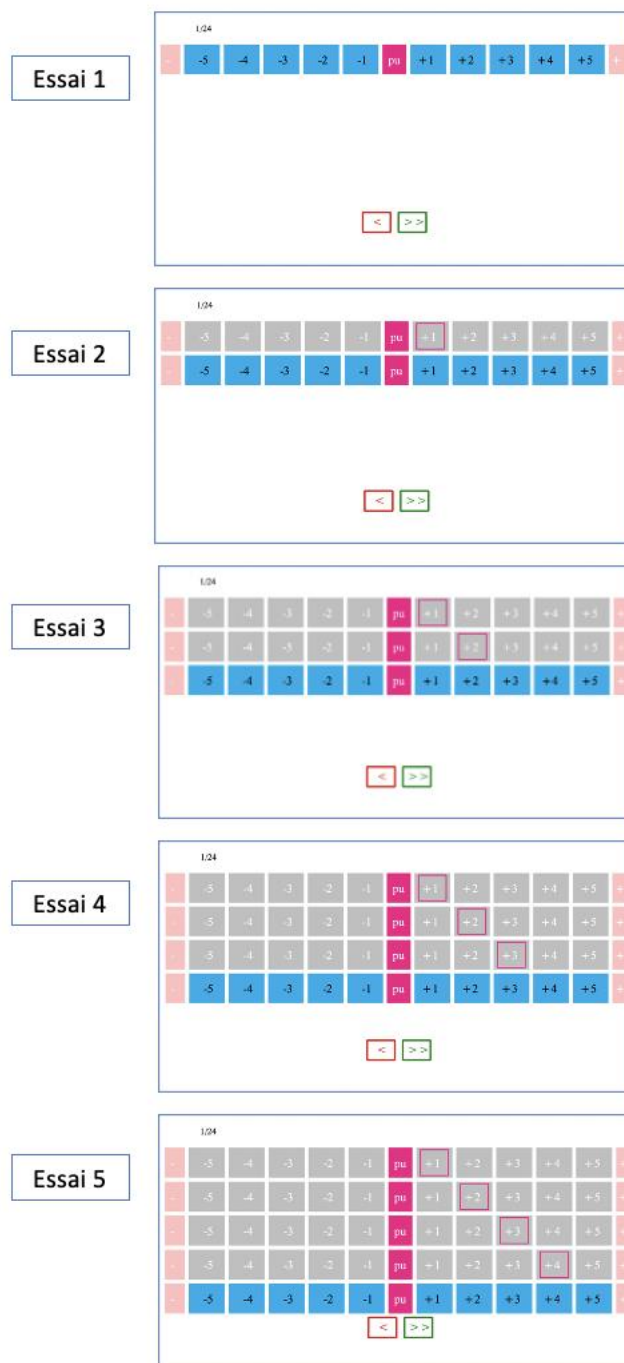 1/24
Essai 1
- -5 -4 -3 -2 -1 pu +1 +2 +3 +4 +5 +
< >>
1/24
Essai 2
- -5 -4 -3 -2 -1 pu +1 +2 +3 +4 +5 +
- -5 -4 -3 -2 -1 pu +1 +2 +3 +4 +5 +
< >>
1/24
Essai 3
- -5 -4 -3 -2 -1 pu +1 +2 +3 +4 +5 +
- -5 -4 -3 -2 -1 pu +1 +2 +3 +4 +5 +
- -5 -4 -3 -2 -1 pu +1 +2 +3 +4 +5 +
< >>
1/24
Essai 4
- -5 -4 -3 -2 -1 pu +1 +2 +3 +4 +5 +
- -5 -4 -3 -2 -1 pu +1 +2 +3 +4 +5 +
- -5 -4 -3 -2 -1 pu +1 +2 +3 +4 +5 +
- -5 -4 -3 -2 -1 pu +1 +2 +3 +4 +5 +
< >>
1/24
Essai 5
- -5 -4 -3 -2 -1 pu +1 +2 +3 +4 +5 +
- -5 -4 -3 -2 -1 pu +1 +2 +3 +4 +5 +
- -5 -4 -3 -2 -1 pu +1 +2 +3 +4 +5 +
- -5 -4 -3 -2 -1 pu +1 +2 +3 +4 +5 +
- -5 -4 -3 -2 -1 pu +1 +2 +3 +4 +5 +
< >>